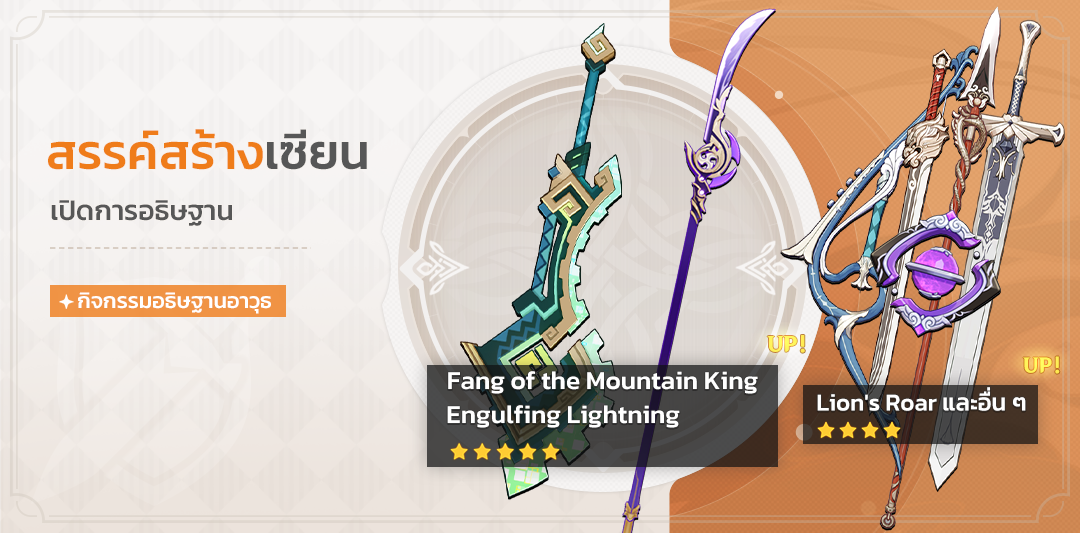 สรรค์สร้างเซียน
เปิดการอธิษฐาน
กิจกรรมอธิษฐานอาวุธ
UP!
Fang of the Mountain King
Engulfing Lightning
UP!
Lion's Roar และอื่น ๆ